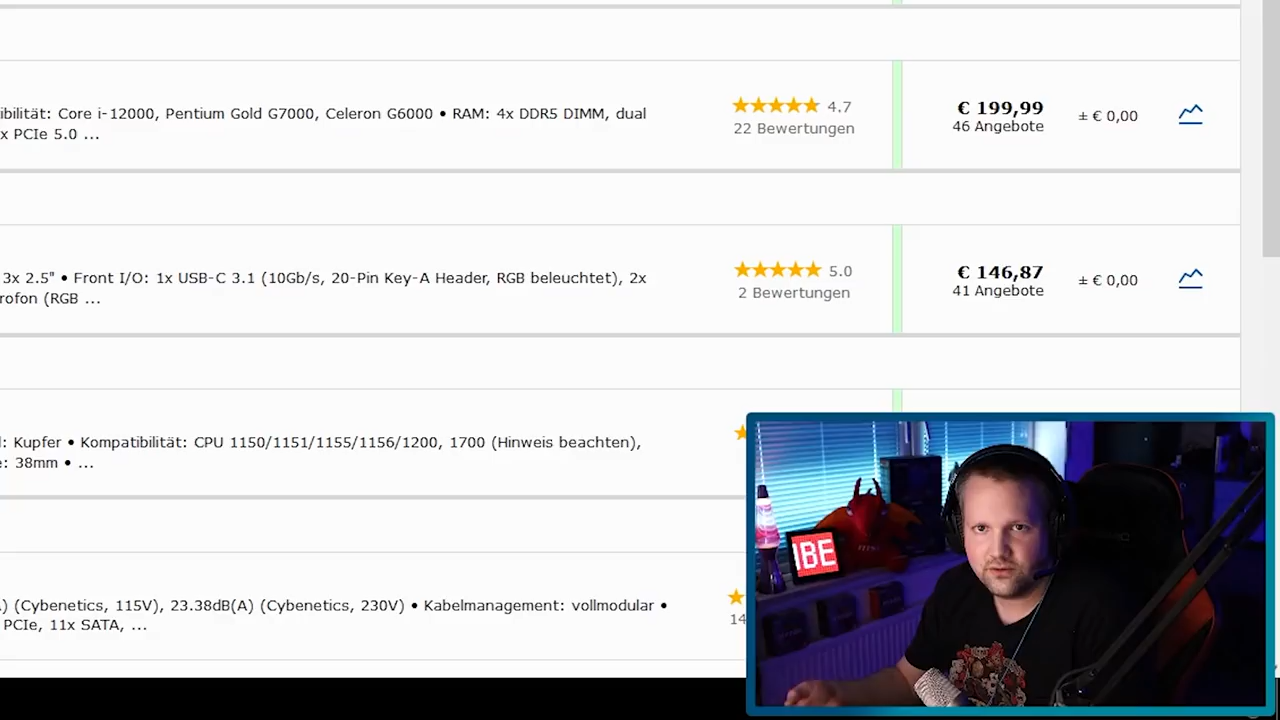 ibilität: Core i-12000, Pentium Gold G7000, Celeron G6000 • RAM: 4x DDR5 DIMM, dual
x PCIe 5.0 ...
4.7
22 Bewertungen
€ 199,99
46 Angebote
± € 0,00
3x 2.5" • Front I/O: 1x USB-C 3.1 (10Gb/s, 20-Pin Key-A Header, RGB beleuchtet), 2x
rofon (RGB ...
5.0
2 Bewertungen
€ 146,87
41 Angebote
± € 0,00
: Kupfer • Kompatibilität: CPU 1150/1151/1155/1156/1200, 1700 (Hinweis beachten),
e: 38mm • ...
) (Cybenetics, 115V), 23.38dB(A) (Cybenetics, 230V) • Kabelmanagement: vollmodular •
PCIe, 11x SATA, ...
14
IBE